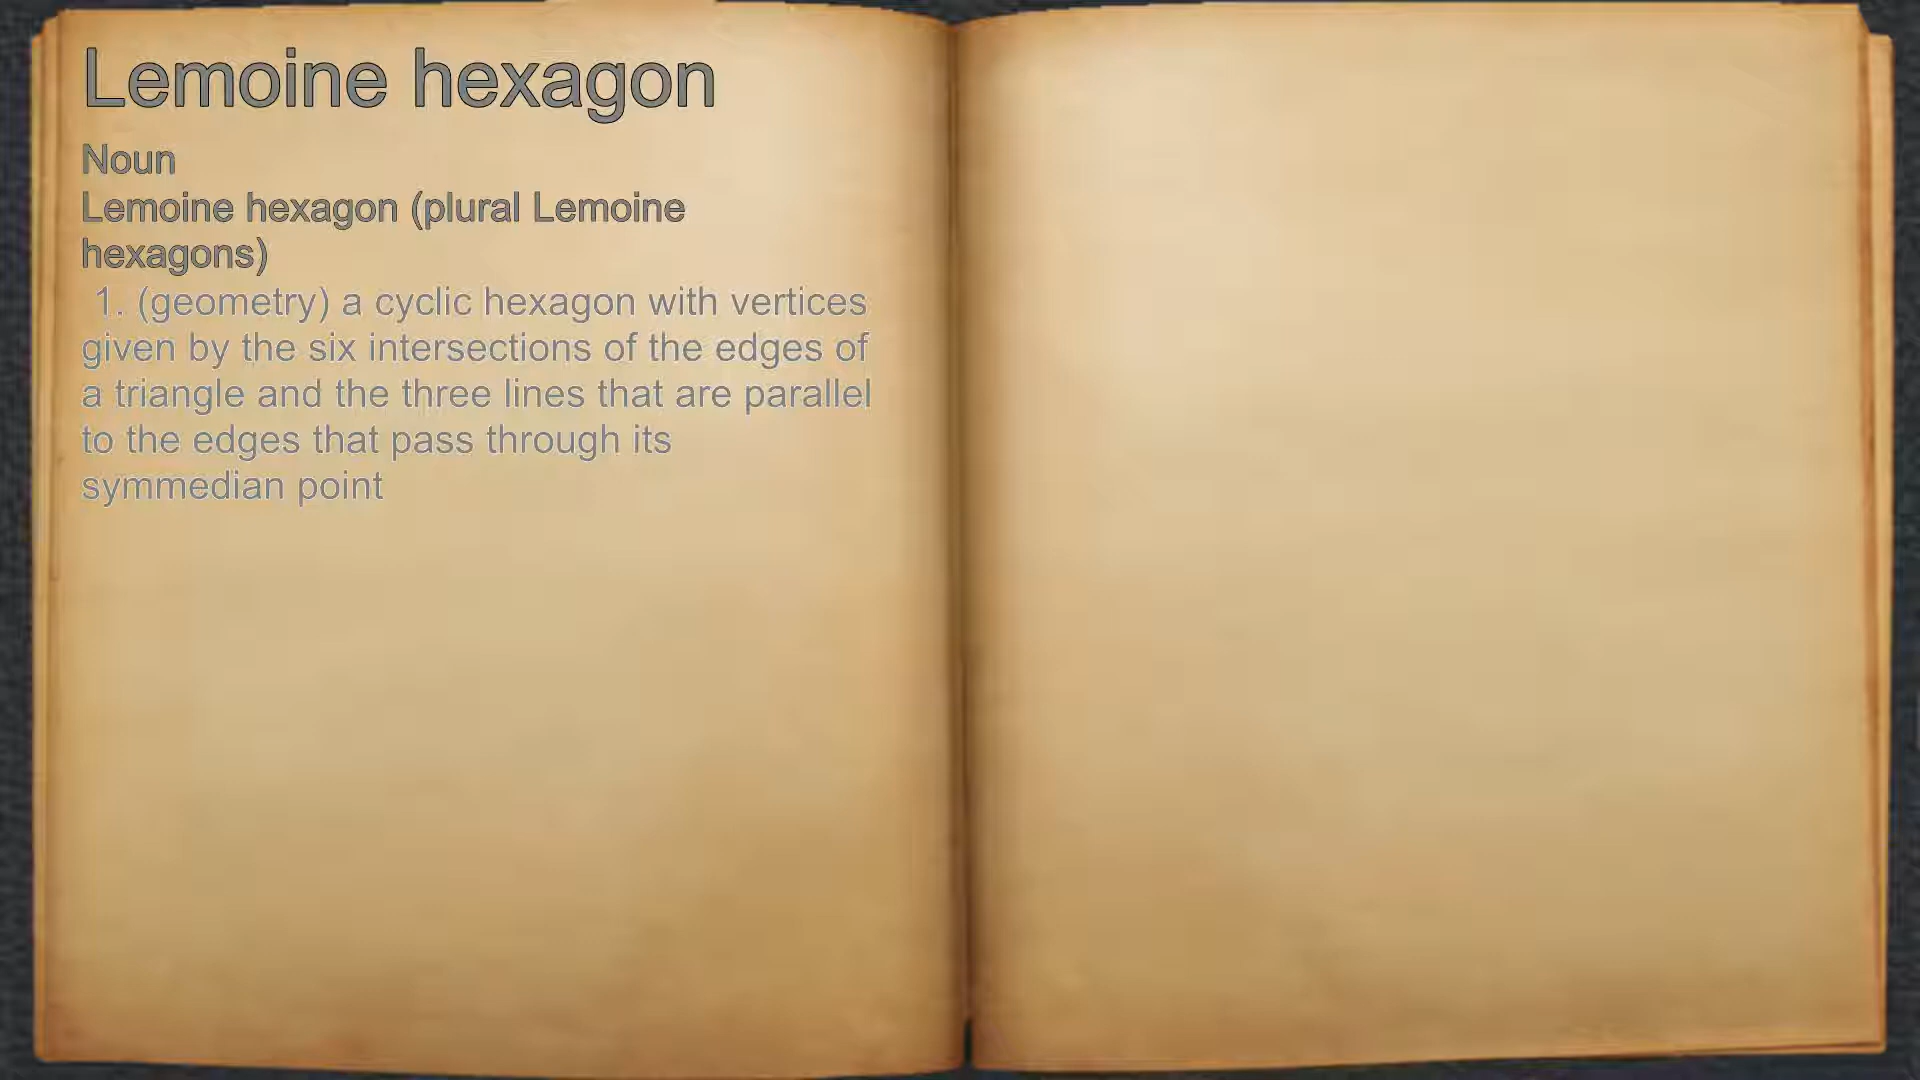 Lemoine hexagon
Noun
Lemoine hexagon (plural Lemoine
hexagons)
1. (geometry) a cyclic hexagon with vertices
given by the six intersections of the edges of
a triangle and the three lines that are parallel
to the edges that pass through its
symmedian point